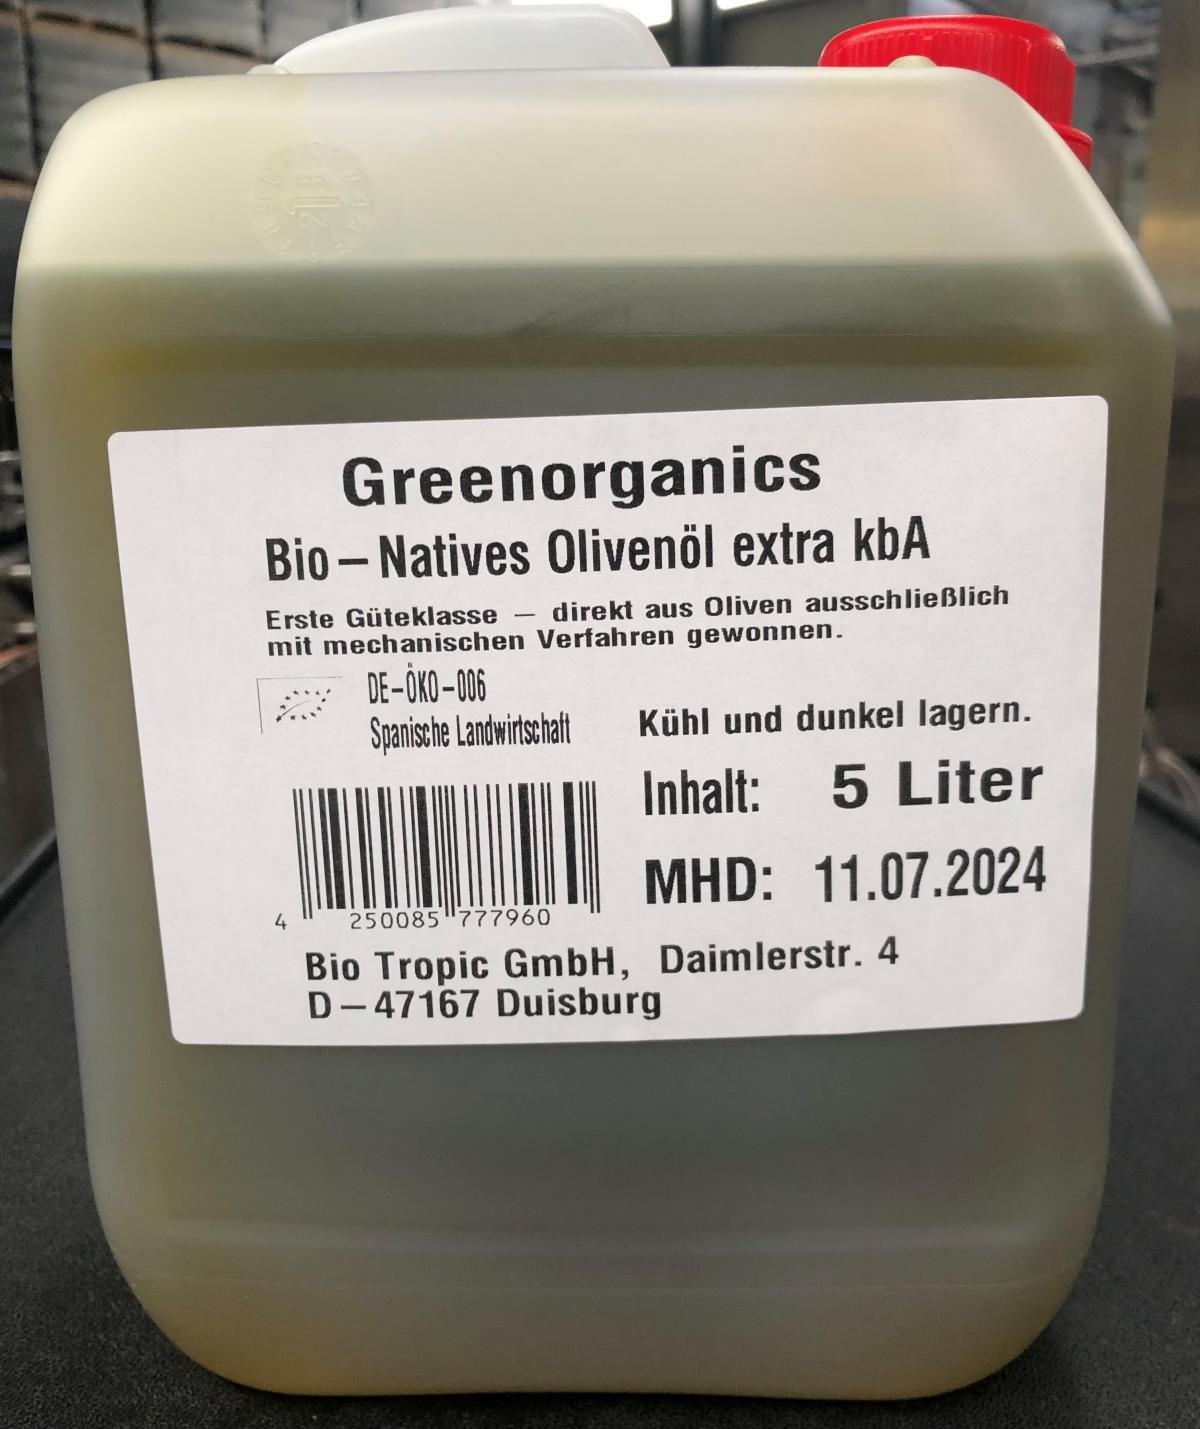 Greenorganics
Bio – Natives Olivenöl extra kbA
Erste Güteklasse – direkt aus Oliven ausschließlich
mit mechanischen Verfahren gewonnen.
DE-ÖKO-006
Spanische Landwirtschaft
Kühl und dunkel lagern.
Inhalt: 5 Liter
MHD: 11.07.2024
4 250085 777960
Bio Tropic GmbH, Daimlerstr. 4
D – 47167 Duisburg